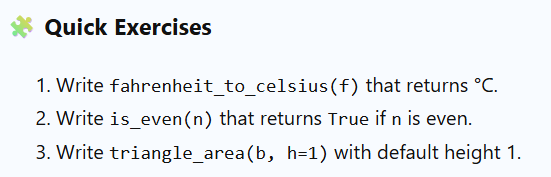 Quick Exercises
1. Write fahrenheit_to_celsius(f) that returns °C.
2. Write is_even(n) that returns True if n is even.
3. Write triangle_area(b, h=1) with default height 1.